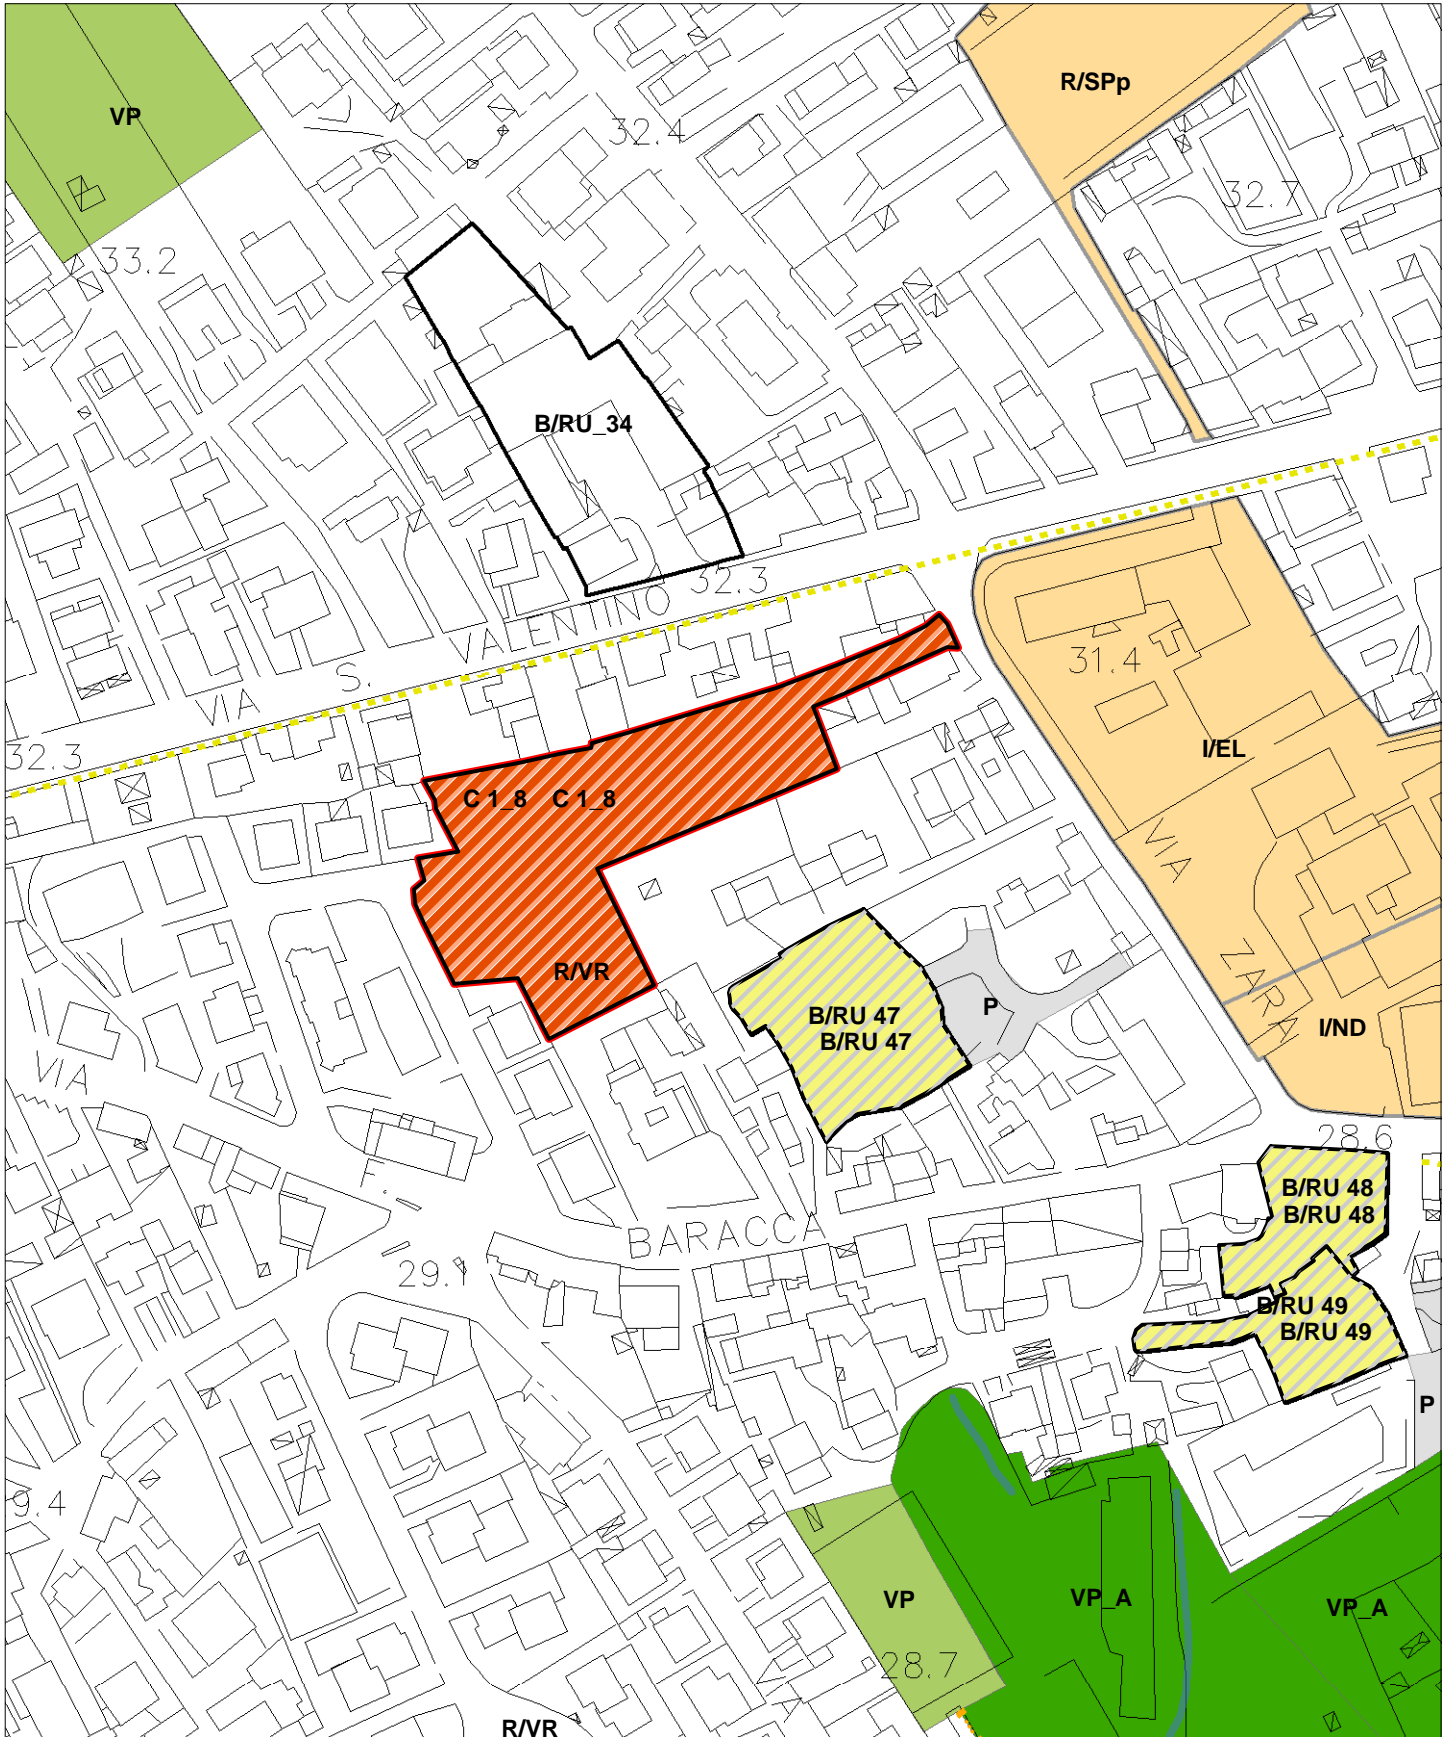 R/SPp
VP
32.4
32.7
33.2
B/RU_34
32.3
VIA S. VALENTINO
31.4
I/EL
32.3
C 1_8 C 1_8
VIA ZARA
R/VR
P
B/RU 47
B/RU 47
I/ND
VIA F. BARACCA
28.6
B/RU 48
B/RU 48
29.1
B/RU 49
B/RU 49
P
9.4
VP
VP_A
VP_A
28.7
R/VR